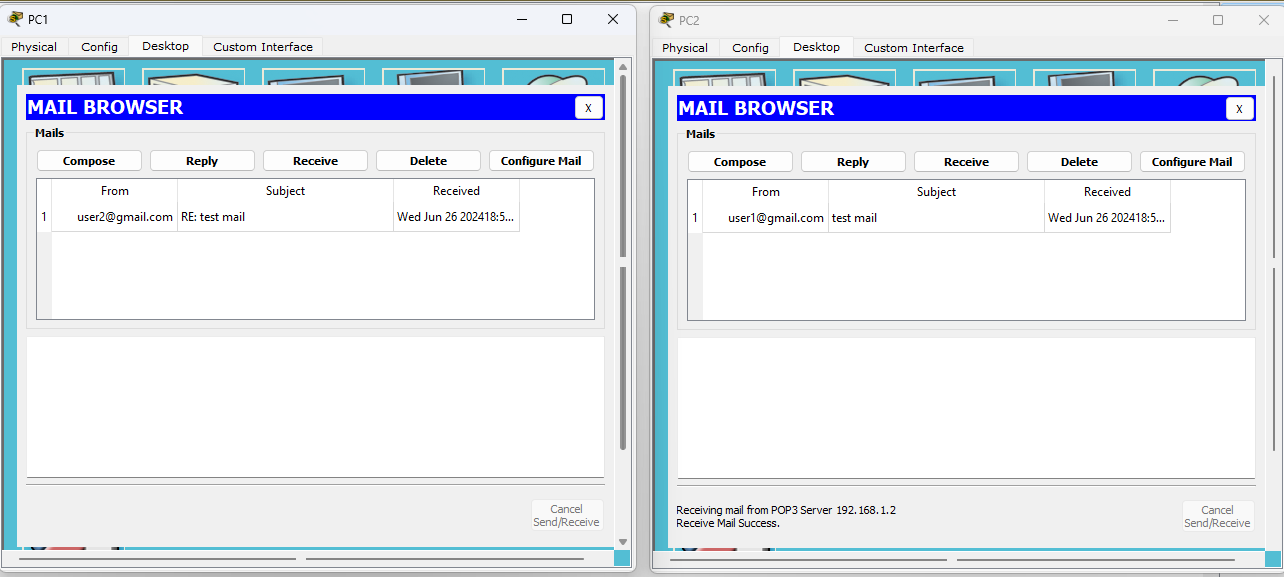 PC1
Physical Config Desktop Custom Interface
MAIL BROWSER
X
Mails
Compose Reply Receive Delete Configure Mail
From Subject Received
1 user2@gmail.com RE: test mail Wed Jun 26 202418:5...
Cancel
Send/Receive
PC2
Physical Config Desktop Custom Interface
MAIL BROWSER
X
Mails
Compose Reply Receive Delete Configure Mail
From Subject Received
1 user1@gmail.com test mail Wed Jun 26 202418:5...
Receiving mail from POP3 Server 192.168.1.2
Receive Mail Success.
Cancel
Send/Receive